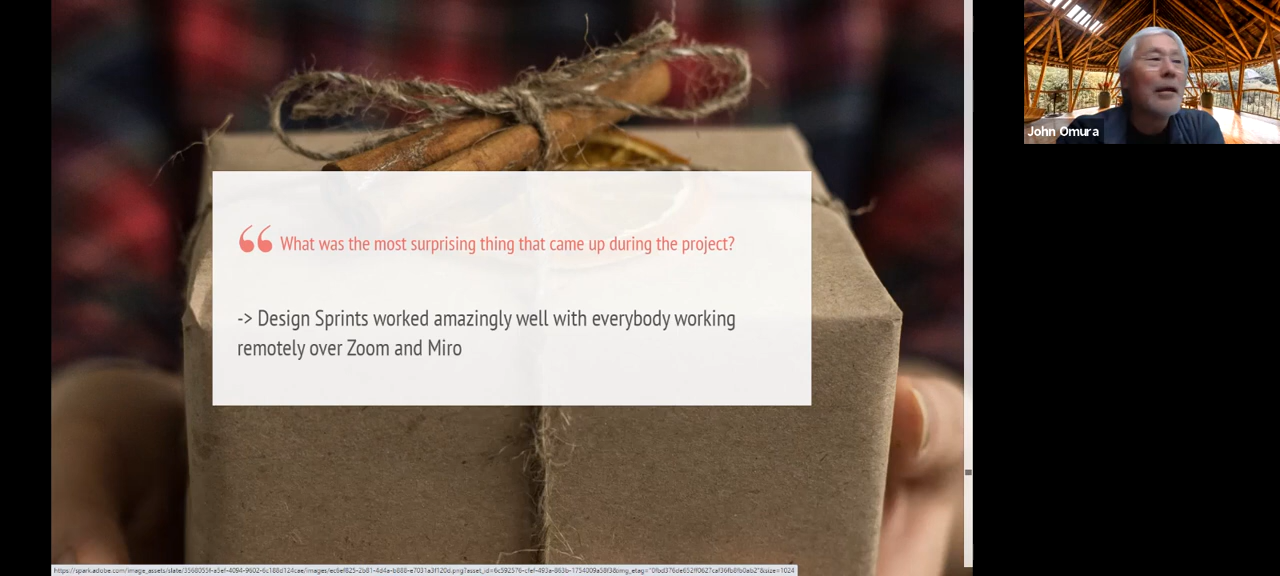 “ What was the most surprising thing that came up during the project?
-> Design Sprints worked amazingly well with everybody working
remotely over Zoom and Miro
John Omura